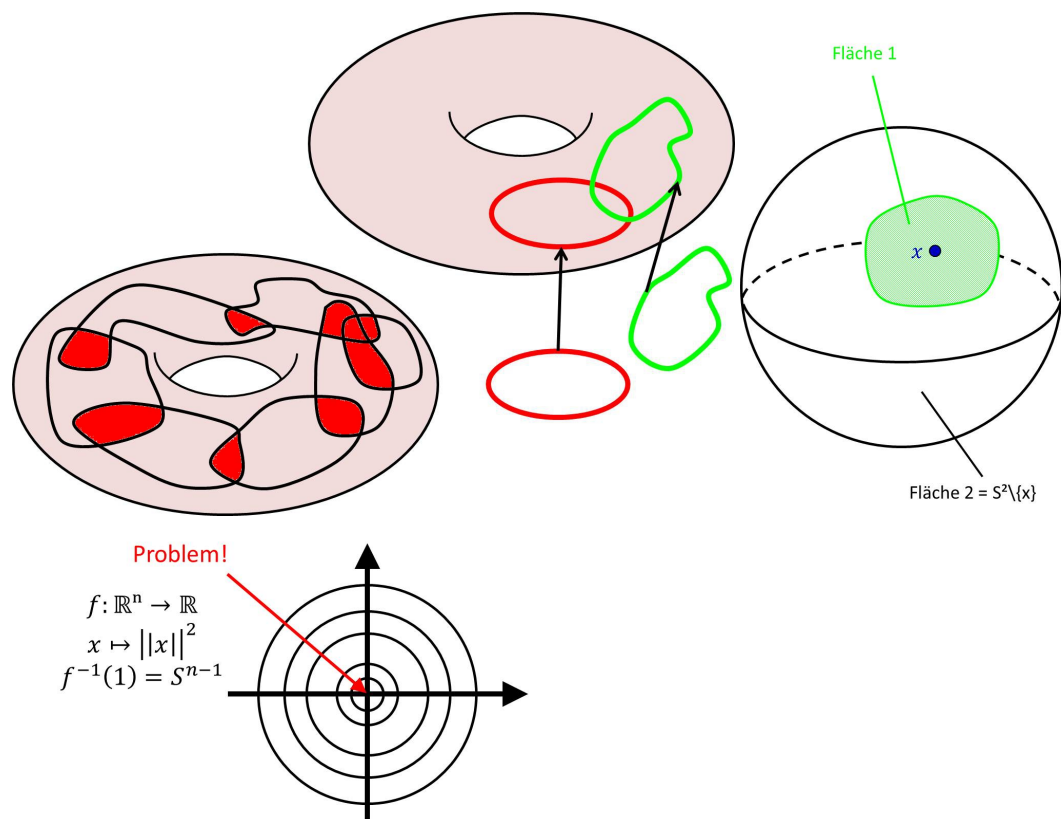 Fläche 1
x
Fläche 2 = S²\{x}
Problem!
f: ℝⁿ → ℝ
x ↦ ||x||²
f⁻¹(1) = Sⁿ⁻¹